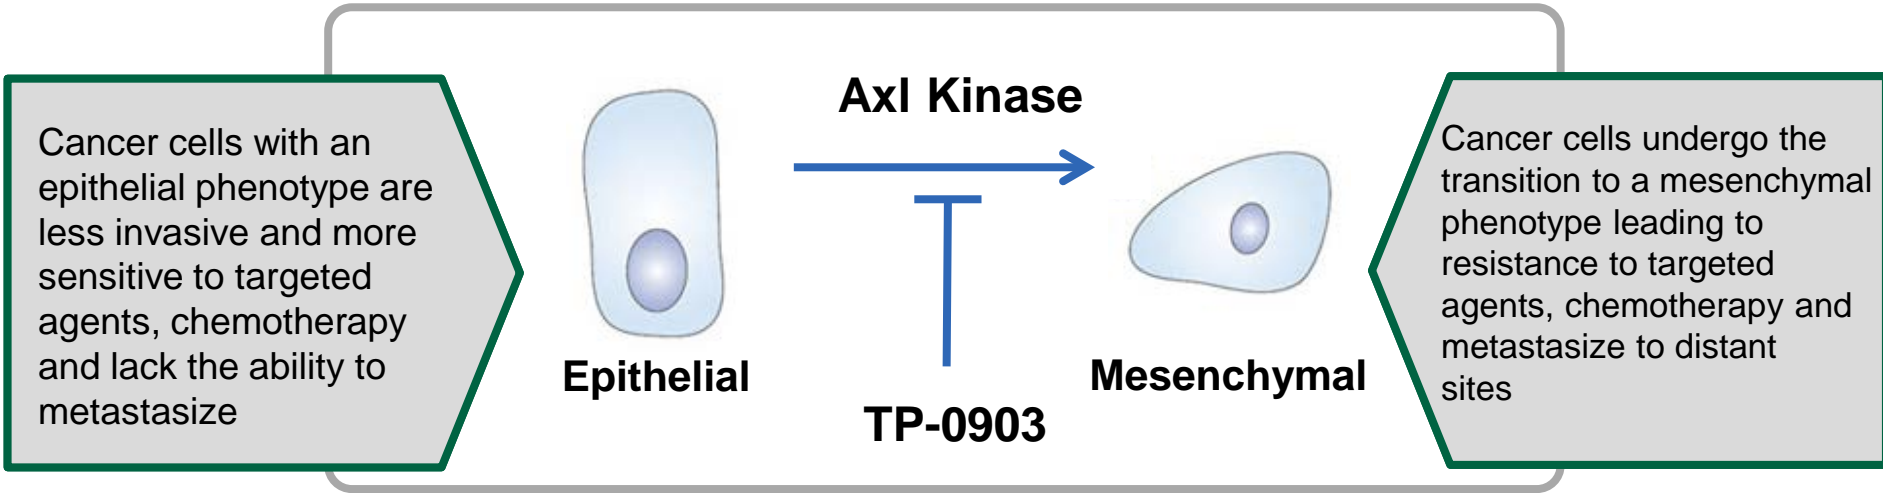 Cancer cells with an
epithelial phenotype are
less invasive and more
sensitive to targeted
agents, chemotherapy
and lack the ability to
metastasize
Epithelial
Axl Kinase
TP-0903
Mesenchymal
Cancer cells undergo the
transition to a mesenchymal
phenotype leading to
resistance to targeted
agents, chemotherapy and
metastasize to distant
sites